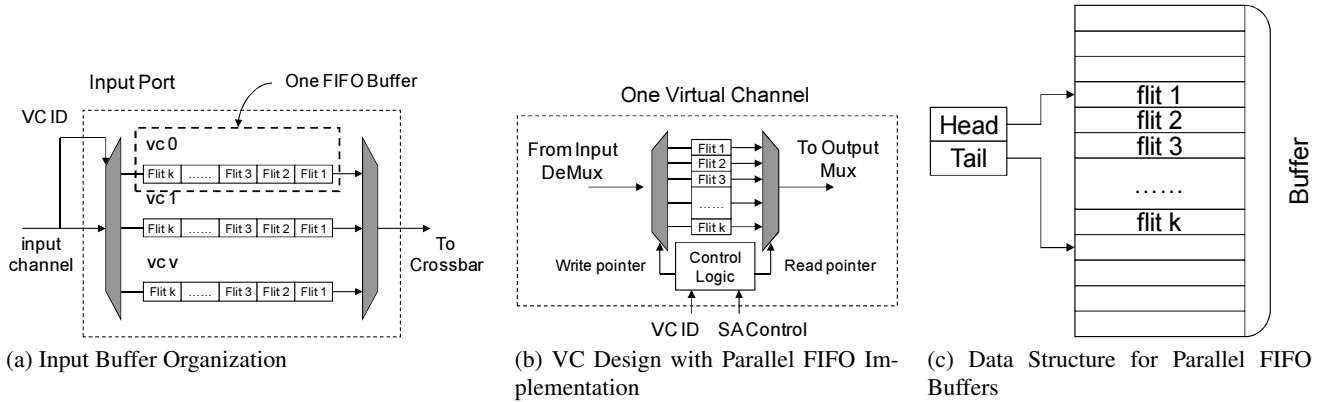 Input Port
One FIFO Buffer
VC ID
vc 0
Flit k
......
Flit 3
Flit 2
Flit 1
vc 1
Flit k
......
Flit 3
Flit 2
Flit 1
input
channel
To
Crossbar
vc v
Flit k
......
Flit 3
Flit 2
Flit 1
(a) Input Buffer Organization
One Virtual Channel
From Input
DeMux
Flit 1
Flit 2
Flit 3
......
Flit k
To Output
Mux
Write pointer
Control
Logic
Read pointer
VC ID
SA Control
(b) VC Design with Parallel FIFO Im-
plementation
Head
Tail
flit 1
flit 2
flit 3
......
flit k
Buffer
(c) Data Structure for Parallel FIFO
Buffers